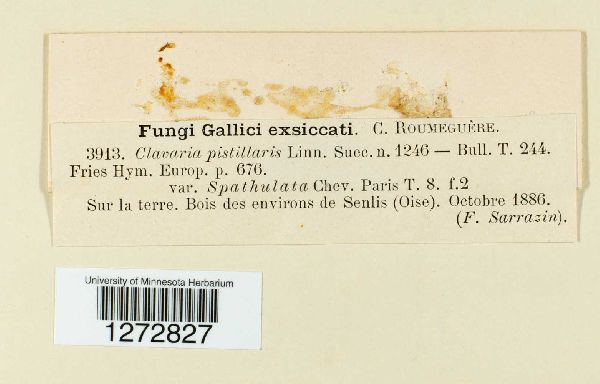 Fungi Gallici exsiccati. C. ROUMEGUÈRE.
3913. Clavaria pistillaris Linn. Suec. n. 1246 — Bull. T. 244.
Fries Hym. Europ. p. 676.
var. Spathulata Chev. Paris T. 8. f.2
Sur la terre. Bois des environs de Senlis (Oise). Octobre 1886.
(F. Sarrazin).
University of Minnesota Herbarium
1272827